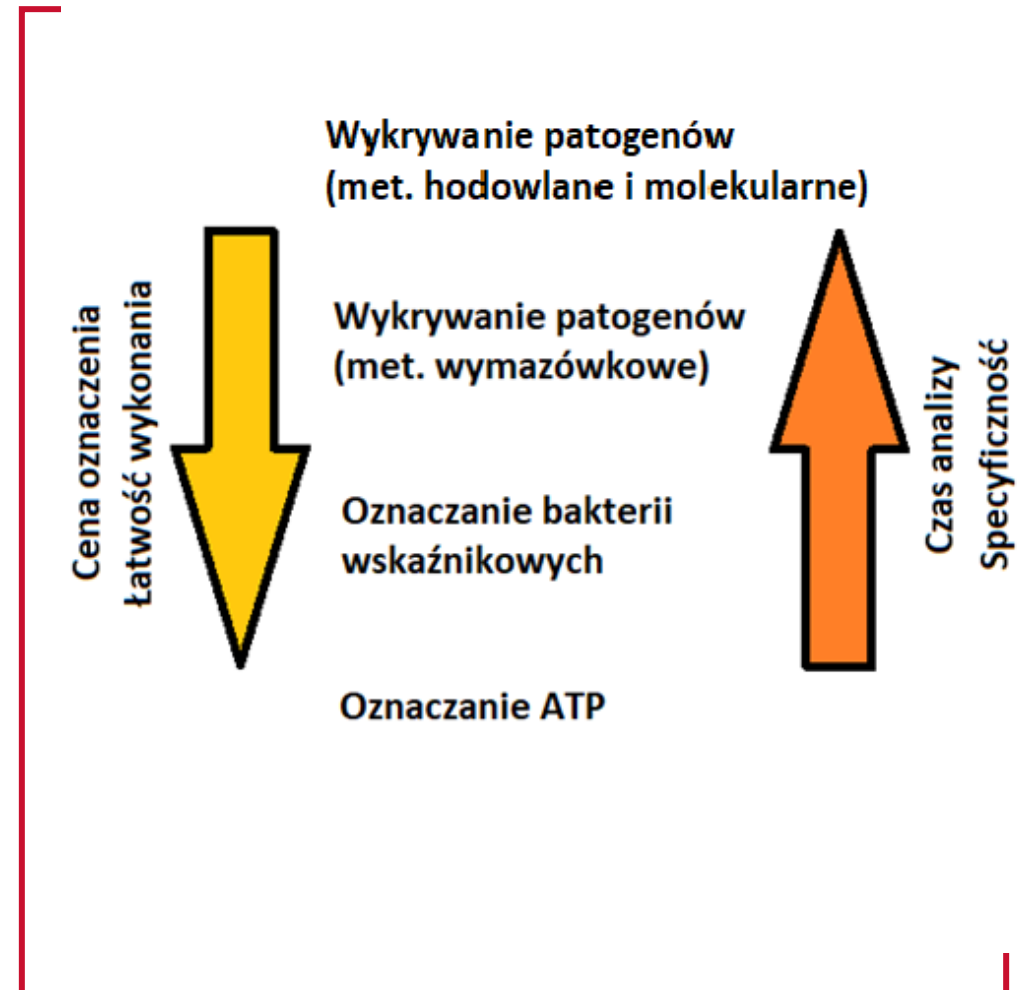 Wykrywanie patogenów
(met. hodowlane i molekularne)
Cena oznaczenia
Łatwość wykonania
Wykrywanie patogenów
(met. wymazówkowe)
Oznaczanie bakterii
wskaźnikowych
Oznaczanie ATP
Czas analizy
Specyficzność